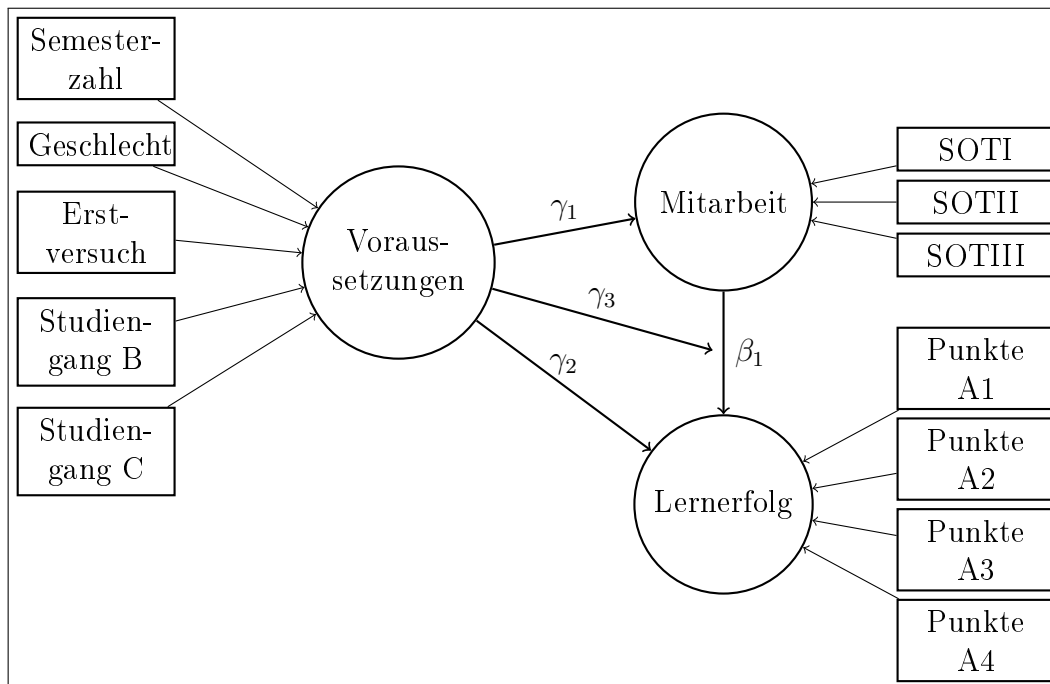 Semester-
zahl
Geschlecht
Erst-
versuch
Studien-
gang B
Studien-
gang C
Voraus-
setzungen
γ₁
γ₃
γ₂
Mitarbeit
β₁
Lernerfolg
SOTI
SOTII
SOTIII
Punkte
A1
Punkte
A2
Punkte
A3
Punkte
A4